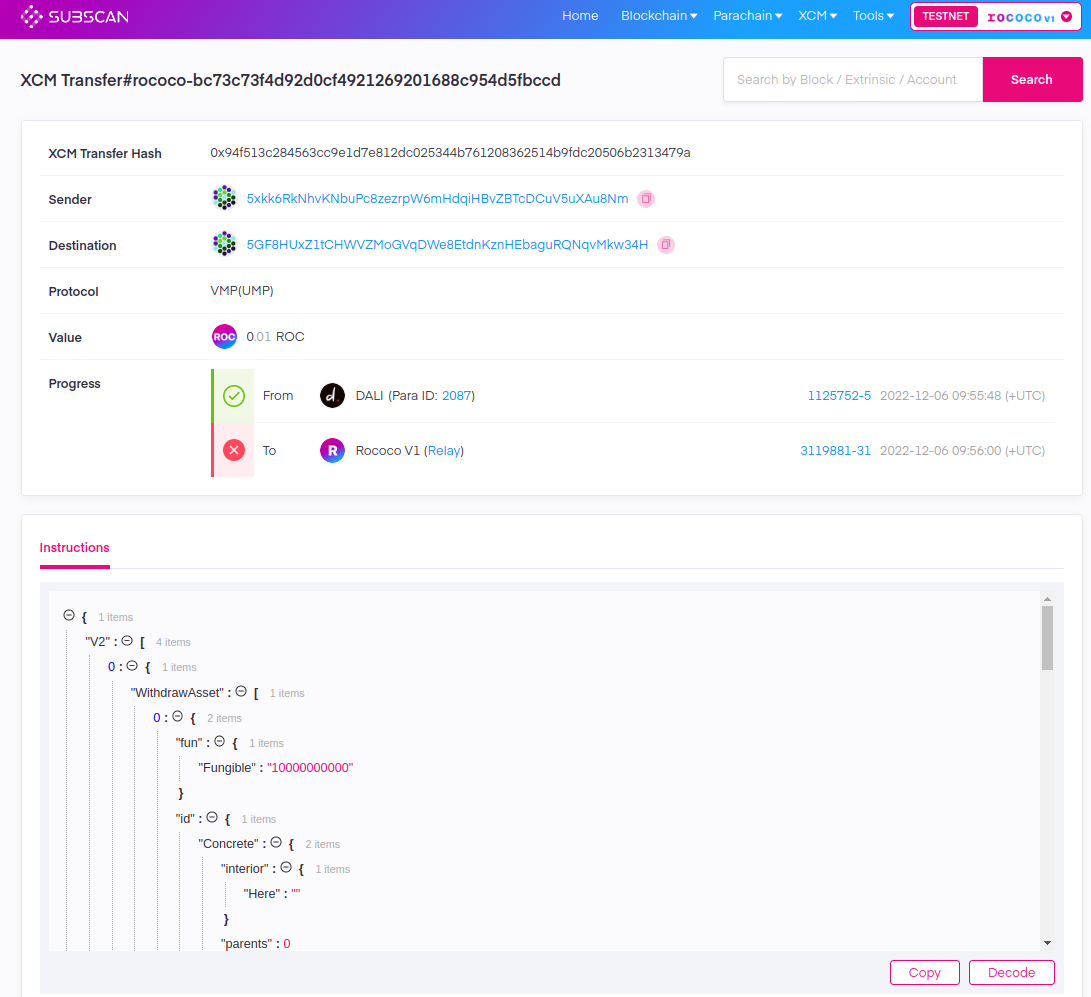 SUBSCAN
Home Blockchain Parachain XCM Tools TESTNET rococo v1
XCM Transfer#rococo-bc73c73f4d92d0cf4921269201688c954d5fbccd
Search by Block / Extrinsic / Account Search
XCM Transfer Hash 0x94f513c284563cc9e1d7e812dc025344b761208362514b9fdc20506b2313479a
Sender 5xkk6RkNhvKNbuPc8zezrpW6mHdqiHBvZBTcDCuV5uXAu8Nm
Destination 5GF8HUxZ1tCHWVZMoGVqDWe8EtdnKznHEbaguRQNqvMkw34H
Protocol VMP(UMP)
Value ROC 0.01 ROC
Progress
From d. DALI (Para ID: 2087) 1125752-5 2022-12-06 09:55:48 (+UTC)
To R Rococo V1 (Relay) 3119881-31 2022-12-06 09:56:00 (+UTC)
Instructions
{ 1 items
"V2" : [ 4 items
0 : { 1 items
"WithdrawAsset" : [ 1 items
0 : { 2 items
"fun" : { 1 items
"Fungible" : "10000000000"
}
"id" : { 1 items
"Concrete" : { 2 items
"interior" : { 1 items
"Here" : ""
}
"parents" : 0
Copy Decode